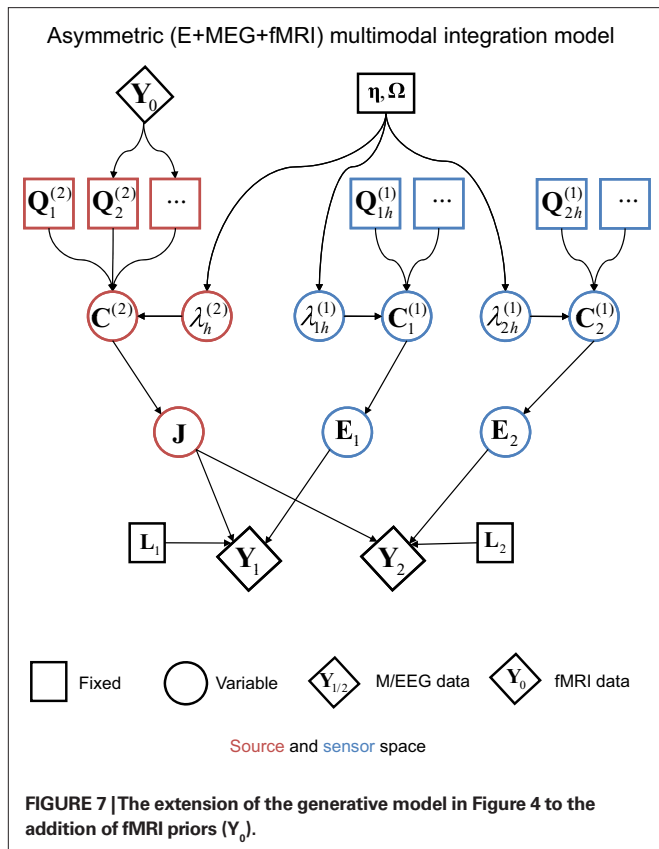 Asymmetric (E+MEG+fMRI) multimodal integration model
Y₀
η, Ω
Q₁⁽²⁾ Q₂⁽²⁾ ... Q₁ₕ⁽¹⁾ ... Q₂ₕ⁽¹⁾ ...
C⁽²⁾ λₕ⁽²⁾ λ₁ₕ⁽¹⁾ C₁⁽¹⁾ λ₂ₕ⁽¹⁾ C₂⁽¹⁾
J E₁ E₂
L₁ Y₁ Y₂ L₂
Fixed Variable Y₁/₂ M/EEG data Y₀ fMRI data
Source and sensor space
FIGURE 7 | The extension of the generative model in Figure 4 to the
addition of fMRI priors (Y₀).